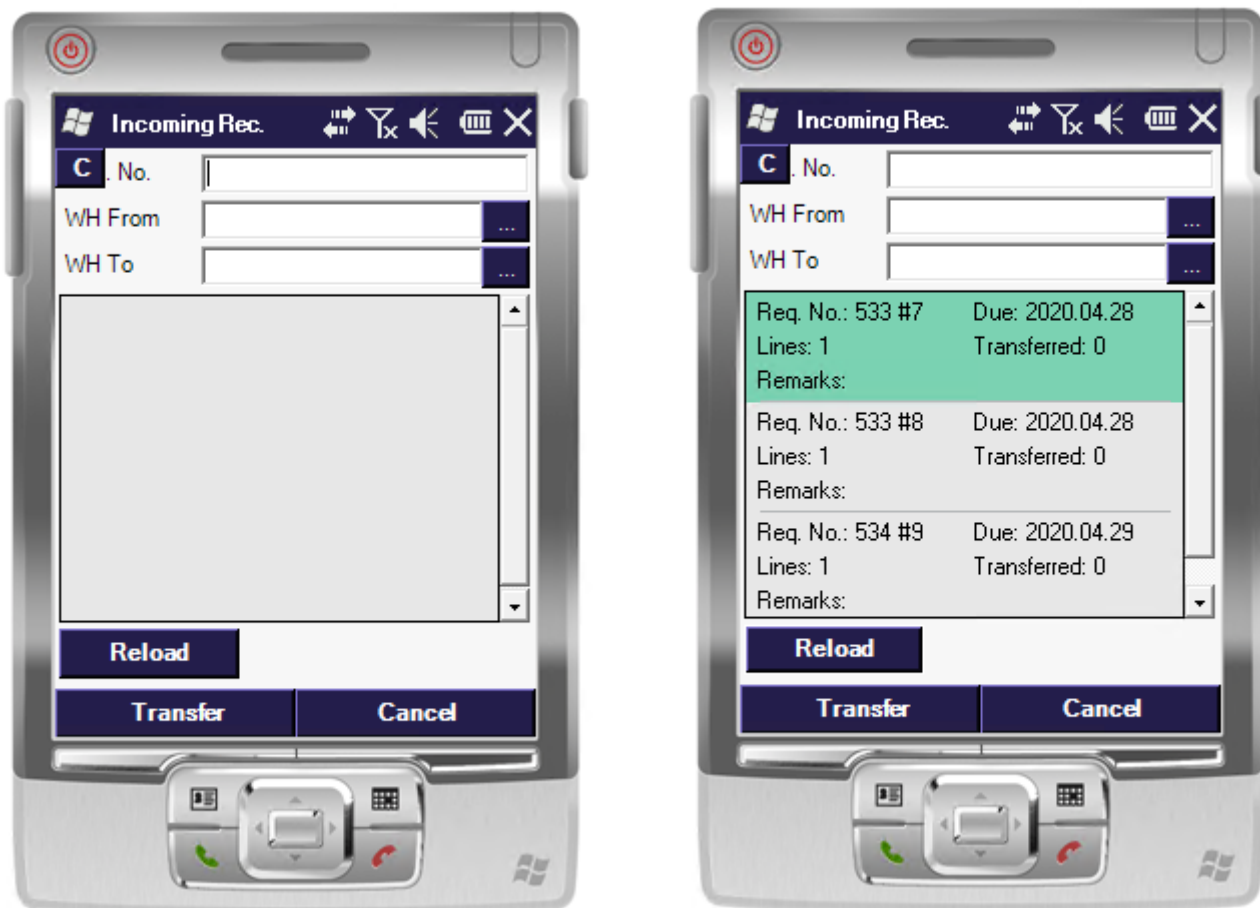 Incoming Rec.
C . No.
WH From ...
WH To ...
Reload
Transfer Cancel
Incoming Rec.
C . No.
WH From ...
WH To ...
Req. No.: 533 #7 Due: 2020.04.28
Lines: 1 Transferred: 0
Remarks:
Req. No.: 533 #8 Due: 2020.04.28
Lines: 1 Transferred: 0
Remarks:
Req. No.: 534 #9 Due: 2020.04.29
Lines: 1 Transferred: 0
Remarks:
Reload
Transfer Cancel